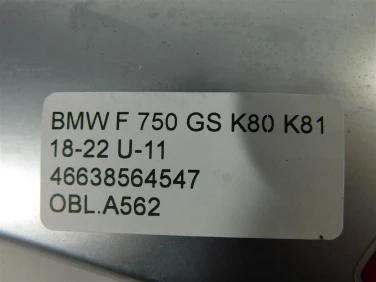 BMW F 750 GS K80 K81
18-22 U-11
46638564547
OBL.A562